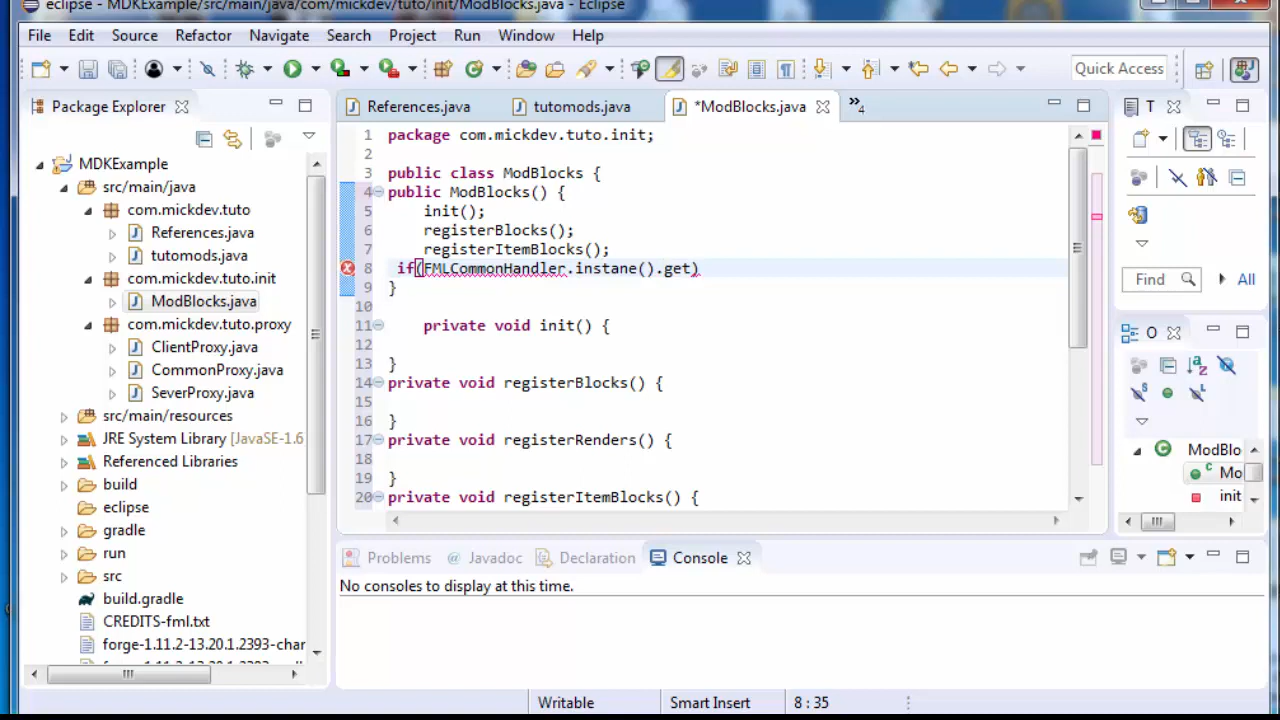 eclipse - MDKExample/src/main/java/com/mickdev/tuto/init/ModBlocks.java - Eclipse
File Edit Source Refactor Navigate Search Project Run Window Help
Quick Access
Package Explorer
References.java
tutomods.java
*ModBlocks.java
4
T
MDKExample
src/main/java
com.mickdev.tuto
References.java
tutomods.java
com.mickdev.tuto.init
ModBlocks.java
com.mickdev.tuto.proxy
ClientProxy.java
CommonProxy.java
SeverProxy.java
src/main/resources
JRE System Library [JavaSE-1.6
Referenced Libraries
build
eclipse
gradle
run
src
build.gradle
CREDITS-fml.txt
forge-1.11.2-13.20.1.2393-char
1 package com.mickdev.tuto.init;
2
3 public class ModBlocks {
4 public ModBlocks() {
5 init();
6 registerBlocks();
7 registerItemBlocks();
8 if(FMLCommonHandler.instane().get)
9 }
10
11 private void init() {
12
13 }
14 private void registerBlocks() {
15
16 }
17 private void registerRenders() {
18
19 }
20 private void registerItemBlocks() {
Find
All
O
ModBlo
Mo
init
Problems @ Javadoc Declaration Console
No consoles to display at this time.
Writable
Smart Insert
8 : 35